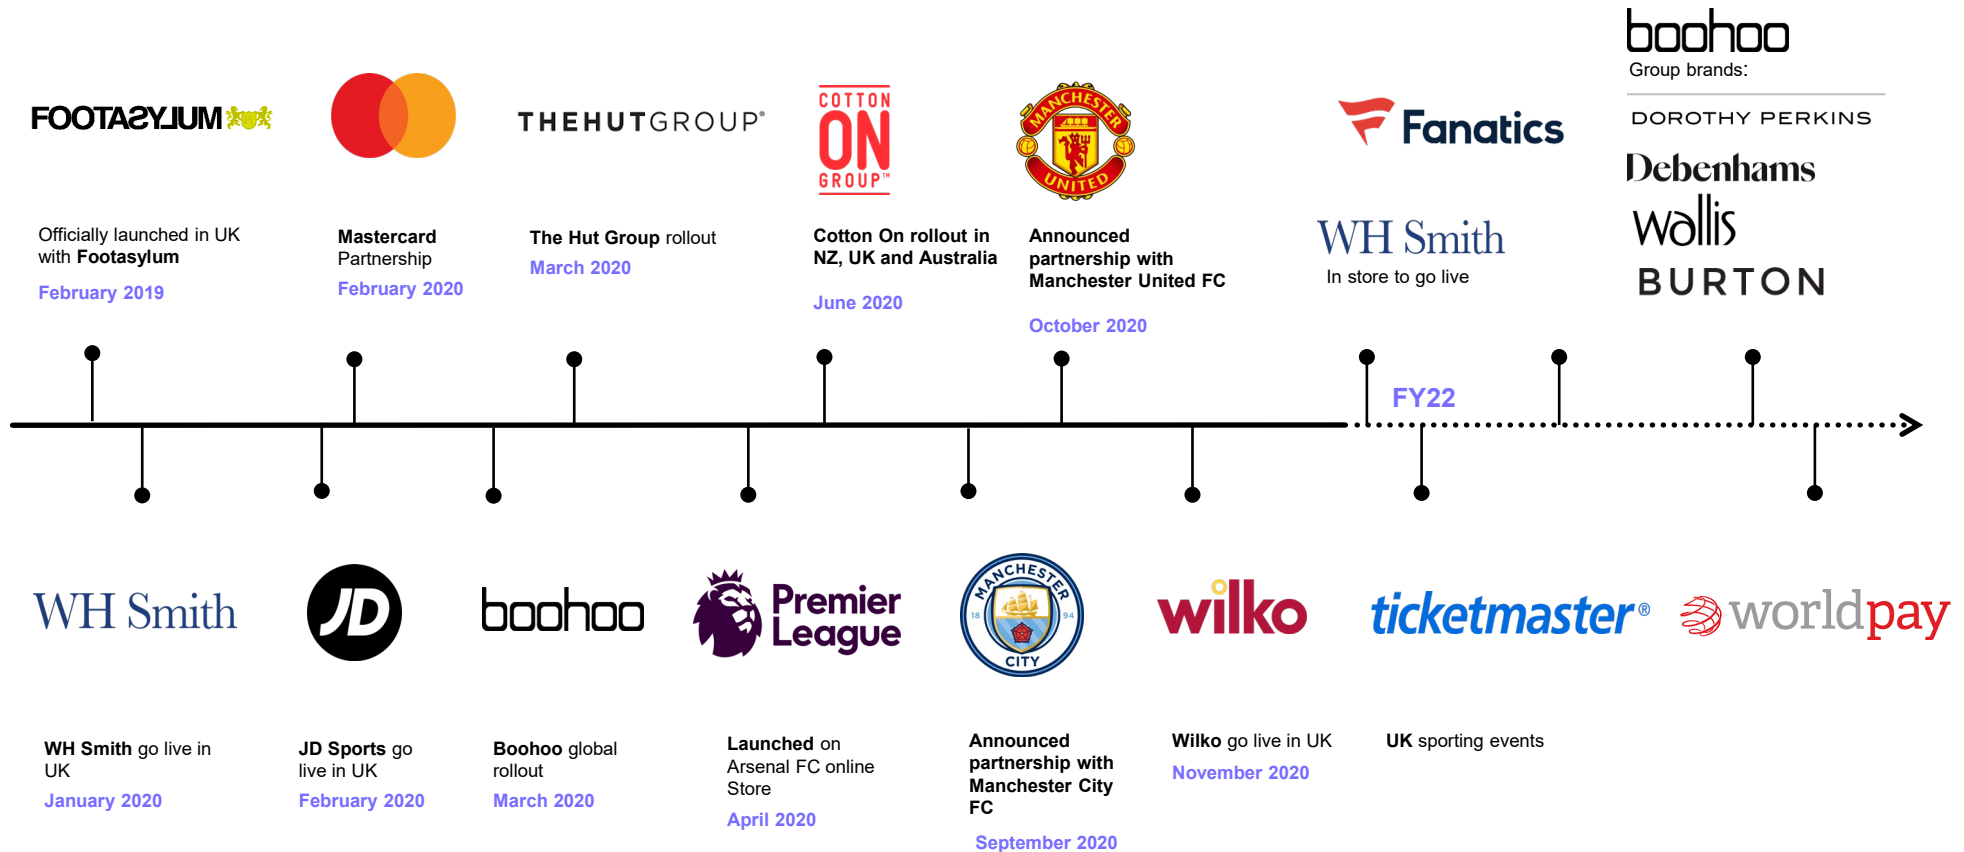 FOOTASYLUM
Officially launched in UK
with Footasylum
February 2019
Mastercard
Partnership
February 2020
THEHUTGROUP®
The Hut Group rollout
March 2020
COTTON
ON
GROUP™
Cotton On rollout in
NZ, UK and Australia
June 2020
MANCHESTER
UNITED
Announced
partnership with
Manchester United FC
October 2020
Fanatics
WH Smith
In store to go live
boohoo
Group brands:
DOROTHY PERKINS
Debenhams
wallis
BURTON
FY22
WH Smith
WH Smith go live in
UK
January 2020
JD
JD Sports go
live in UK
February 2020
boohoo
Boohoo global
rollout
March 2020
Premier
League
Launched on
Arsenal FC online
Store
April 2020
MANCHESTER
18 94
CITY
Announced
partnership with
Manchester City
FC
September 2020
wilko
Wilko go live in UK
November 2020
ticketmaster®
UK sporting events
worldpay